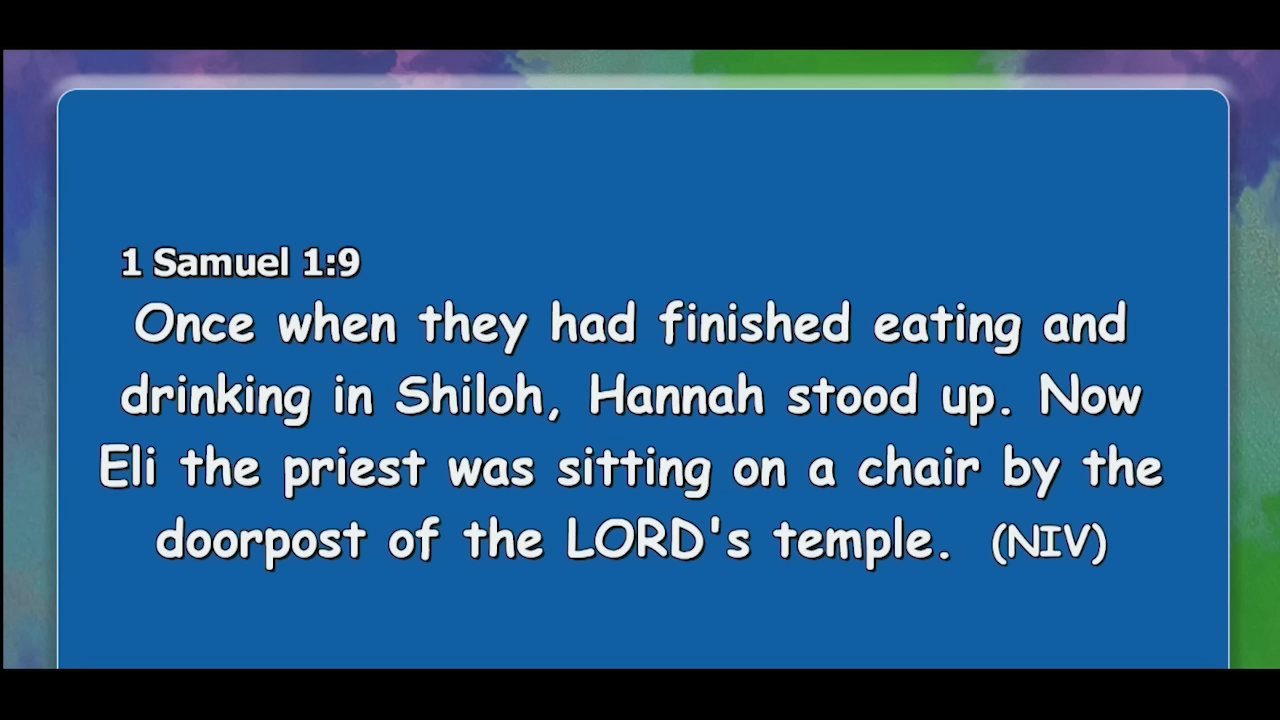 1 Samuel 1:9
Once when they had finished eating and
drinking in Shiloh, Hannah stood up. Now
Eli the priest was sitting on a chair by the
doorpost of the LORD's temple. (NIV)